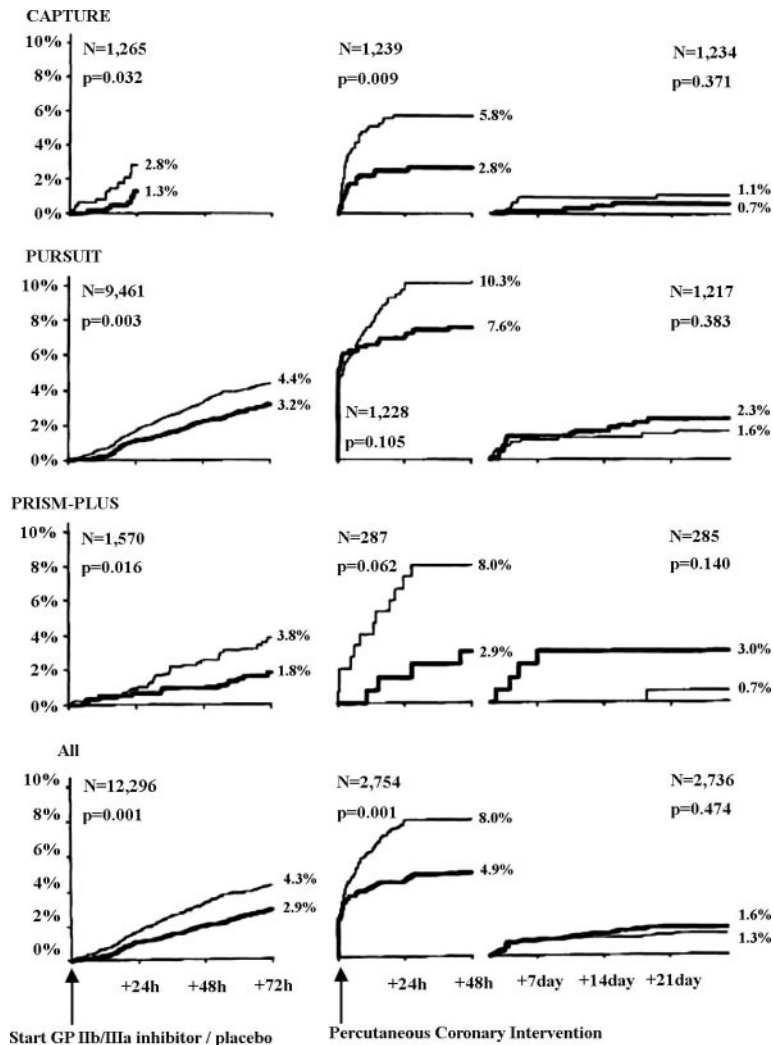 CAPTURE
10%
8%
6%
4%
2%
0%
N=1,265
p=0.032
2.8%
1.3%
N=1,239
p=0.009
5.8%
2.8%
N=1,234
p=0.371
1.1%
0.7%
PURSUIT
10%
8%
6%
4%
2%
0%
N=9,461
p=0.003
4.4%
3.2%
10.3%
7.6%
N=1,228
p=0.105
N=1,217
p=0.383
2.3%
1.6%
PRISM-PLUS
10%
8%
6%
4%
2%
0%
N=1,570
p=0.016
3.8%
1.8%
N=287
p=0.062
8.0%
2.9%
N=285
p=0.140
3.0%
0.7%
All
10%
8%
6%
4%
2%
0%
N=12,296
p=0.001
4.3%
2.9%
N=2,754
p=0.001
8.0%
4.9%
N=2,736
p=0.474
1.6%
1.3%
+24h +48h +72h +24h +48h +7day +14day +21day
Start GP IIb/IIIa inhibitor / placebo
Percutaneous Coronary Intervention